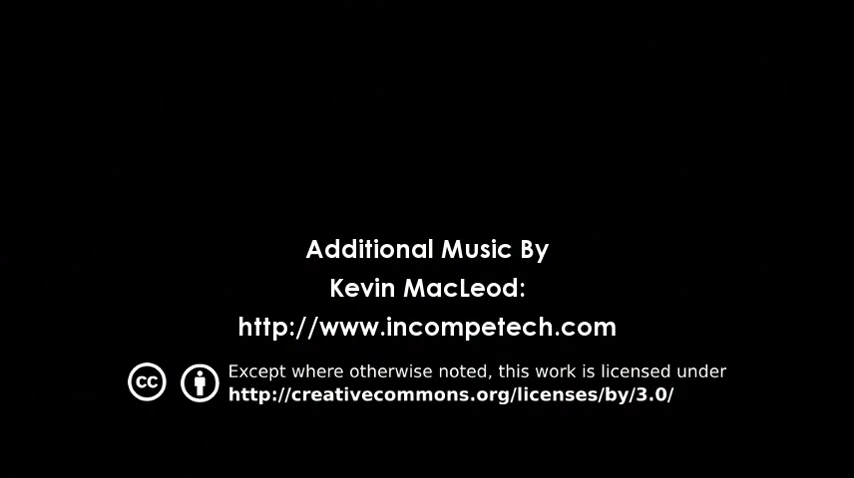 Additional Music By
Kevin MacLeod:
http://www.incompetech.com
cc
Except where otherwise noted, this work is licensed under
http://creativecommons.org/licenses/by/3.0/